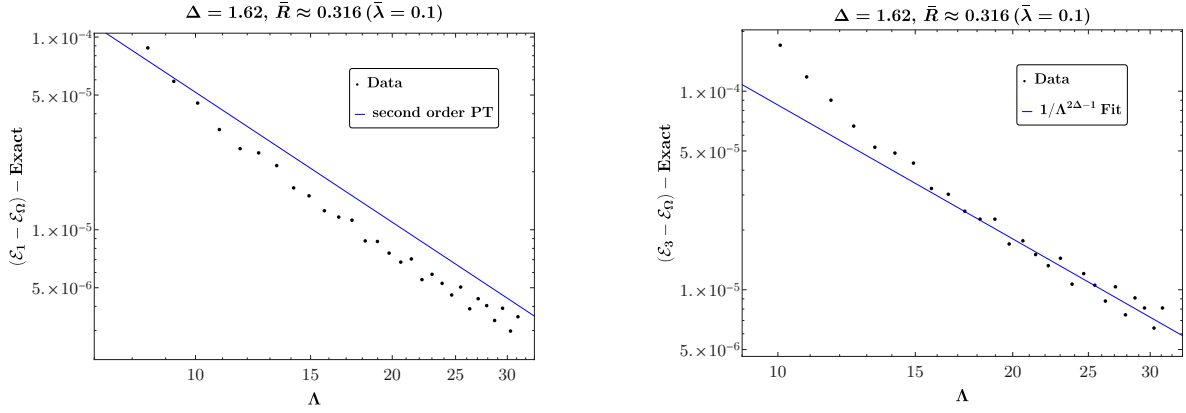 Δ = 1.62, R̄ ≈ 0.316 (λ̄ = 0.1)
1.×10⁻⁴
5.×10⁻⁵
1.×10⁻⁵
5.×10⁻⁶
(ℰ₁ − ℰ_Ω) − Exact
Data
second order PT
10 15 20 25 30
Λ
Δ = 1.62, R̄ ≈ 0.316 (λ̄ = 0.1)
1.×10⁻⁴
5.×10⁻⁵
1.×10⁻⁵
5.×10⁻⁶
(ℰ₃ − ℰ_Ω) − Exact
Data
1/Λ^{2Δ−1} Fit
10 15 20 25 30
Λ